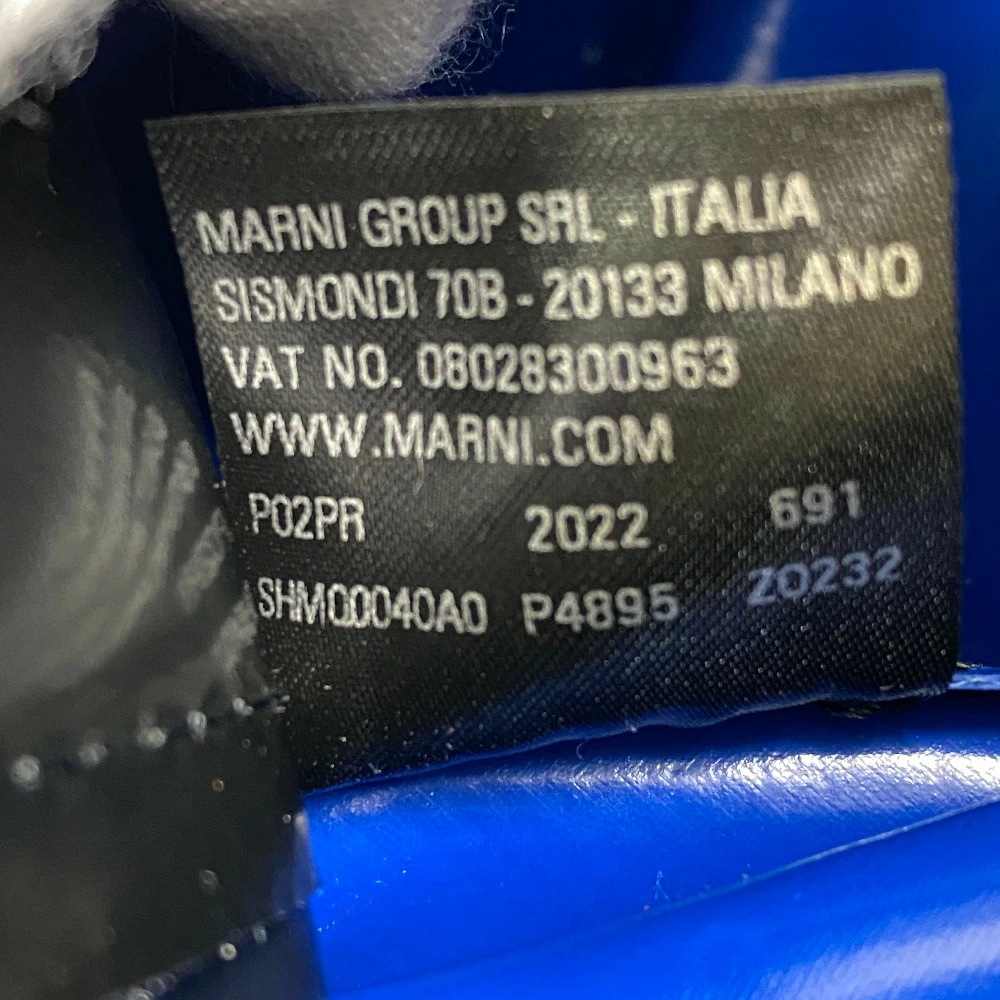 MARNI GROUP SRL - ITALIA
SISMONDI 70B - 20133 MILANO
VAT NO. 08028300963
WWW.MARNI.COM
P02PR 2022 691
SHMQ0040A0 P4895 Z0232